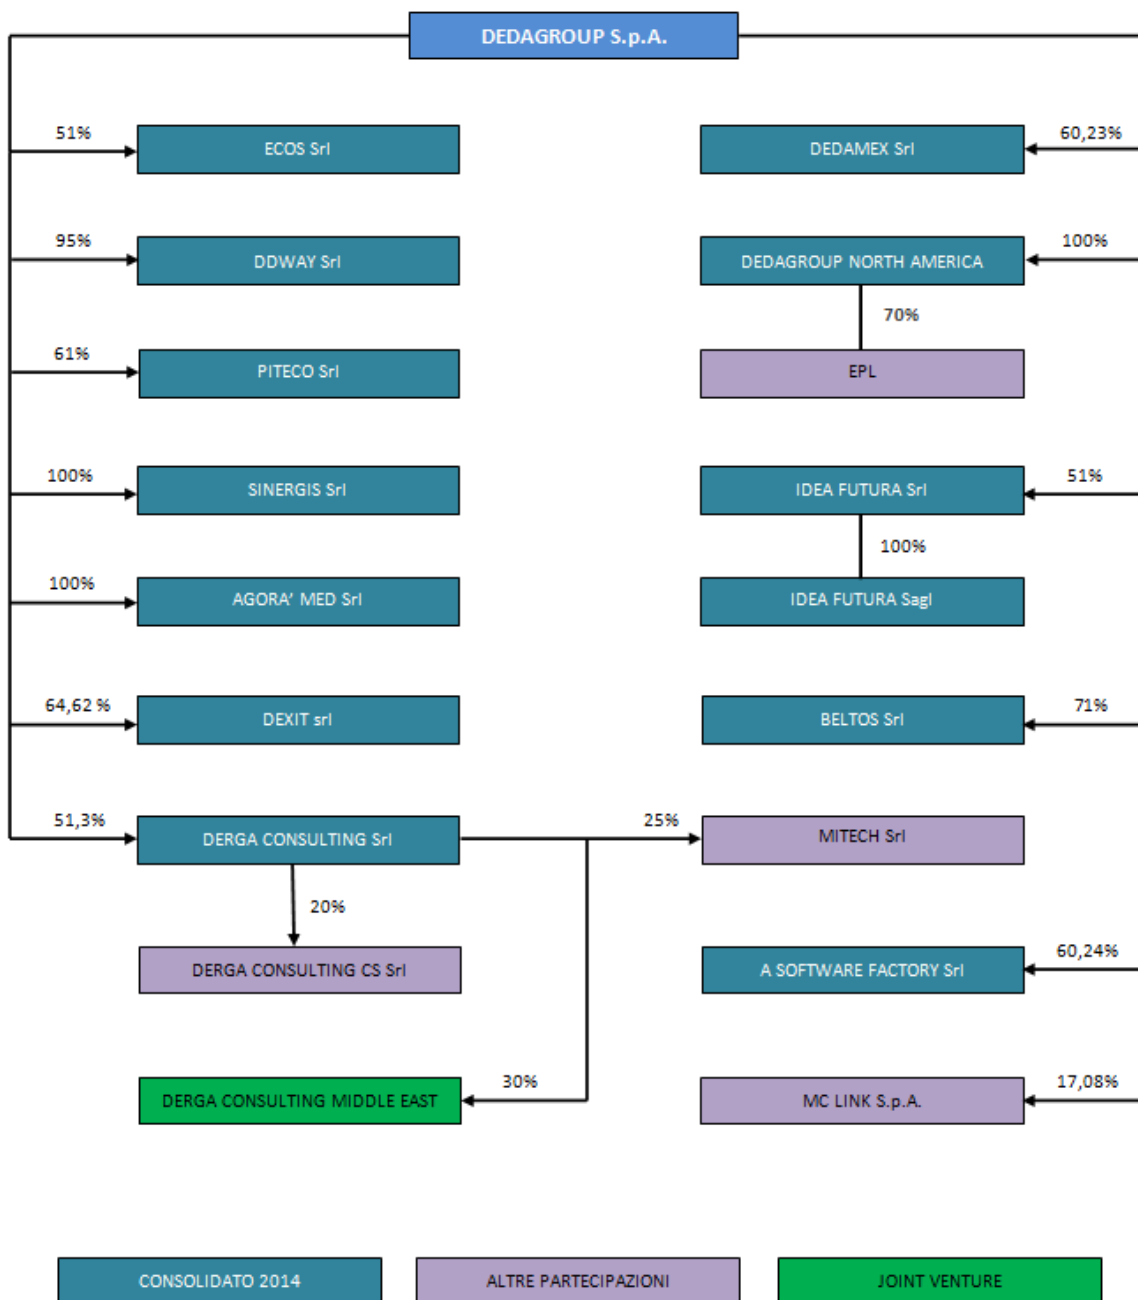 DEDAGROUP S.p.A.
51%
ECOS Srl
DEDAMEX Srl
60,23%
95%
DDWAY Srl
DEDAGROUP NORTH AMERICA
100%
70%
61%
PITECO Srl
EPL
100%
SINERGIS Srl
IDEA FUTURA Srl
51%
100%
100%
AGORA’ MED Srl
IDEA FUTURA Sagl
64,62 %
DEXIT srl
BELTOS Srl
71%
51,3%
DERGA CONSULTING Srl
25%
MITECH Srl
20%
DERGA CONSULTING CS Srl
A SOFTWARE FACTORY Srl
60,24%
DERGA CONSULTING MIDDLE EAST
30%
MC LINK S.p.A.
17,08%
CONSOLIDATO 2014
ALTRE PARTECIPAZIONI
JOINT VENTURE